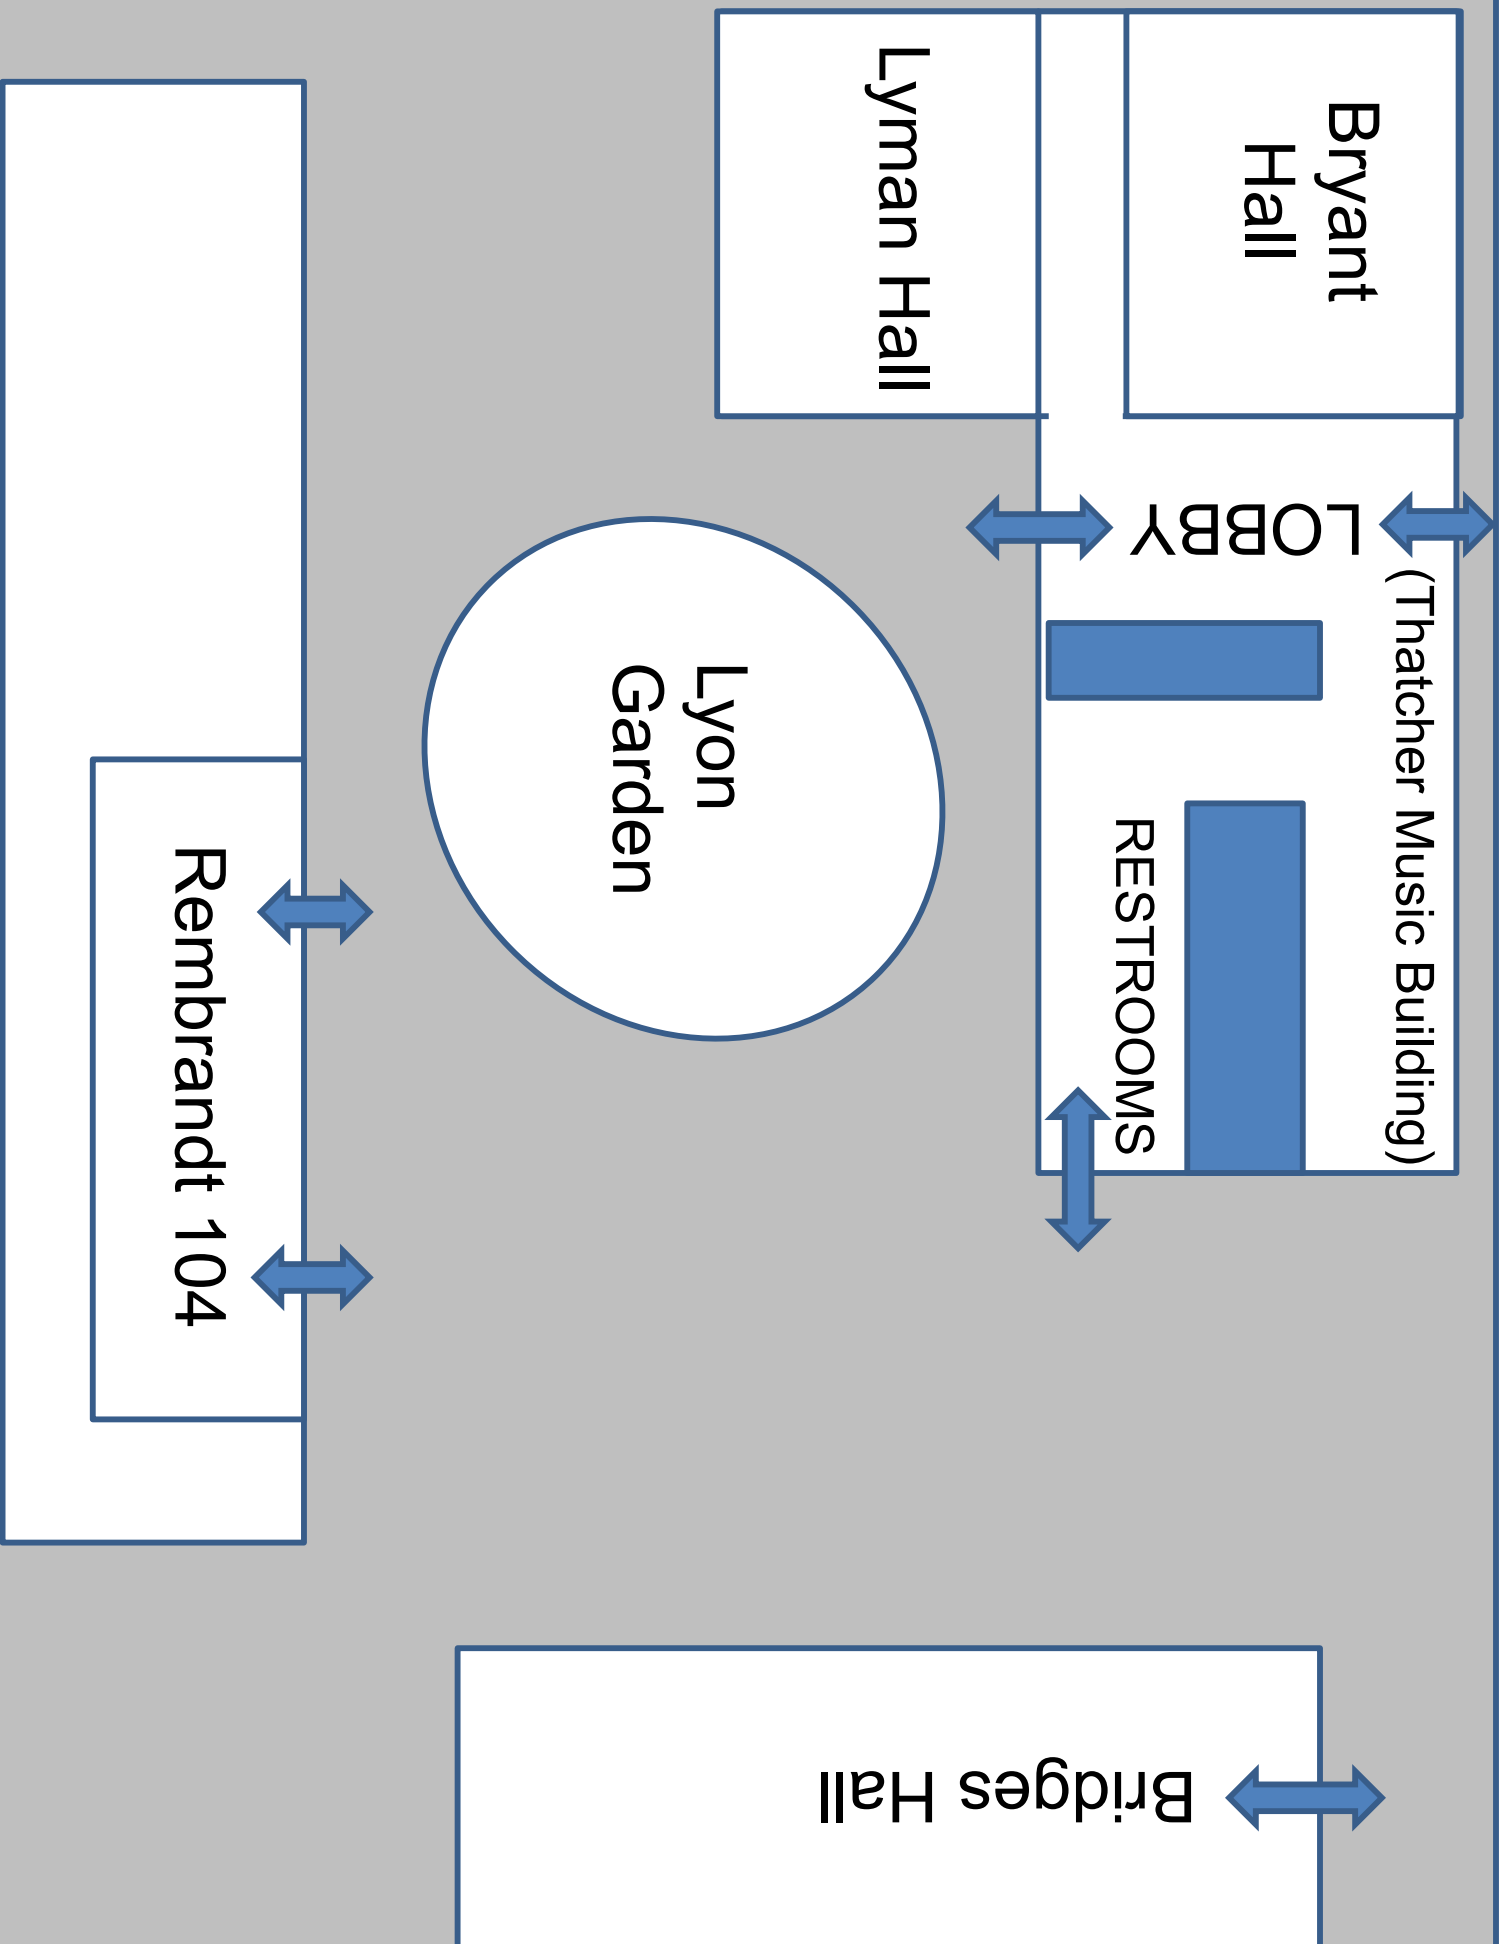 Bryant
Hall
Lyman Hall
LOBBY
(Thatcher Music Building)
RESTROOMS
Lyon
Garden
Rembrandt 104
Bridges Hall